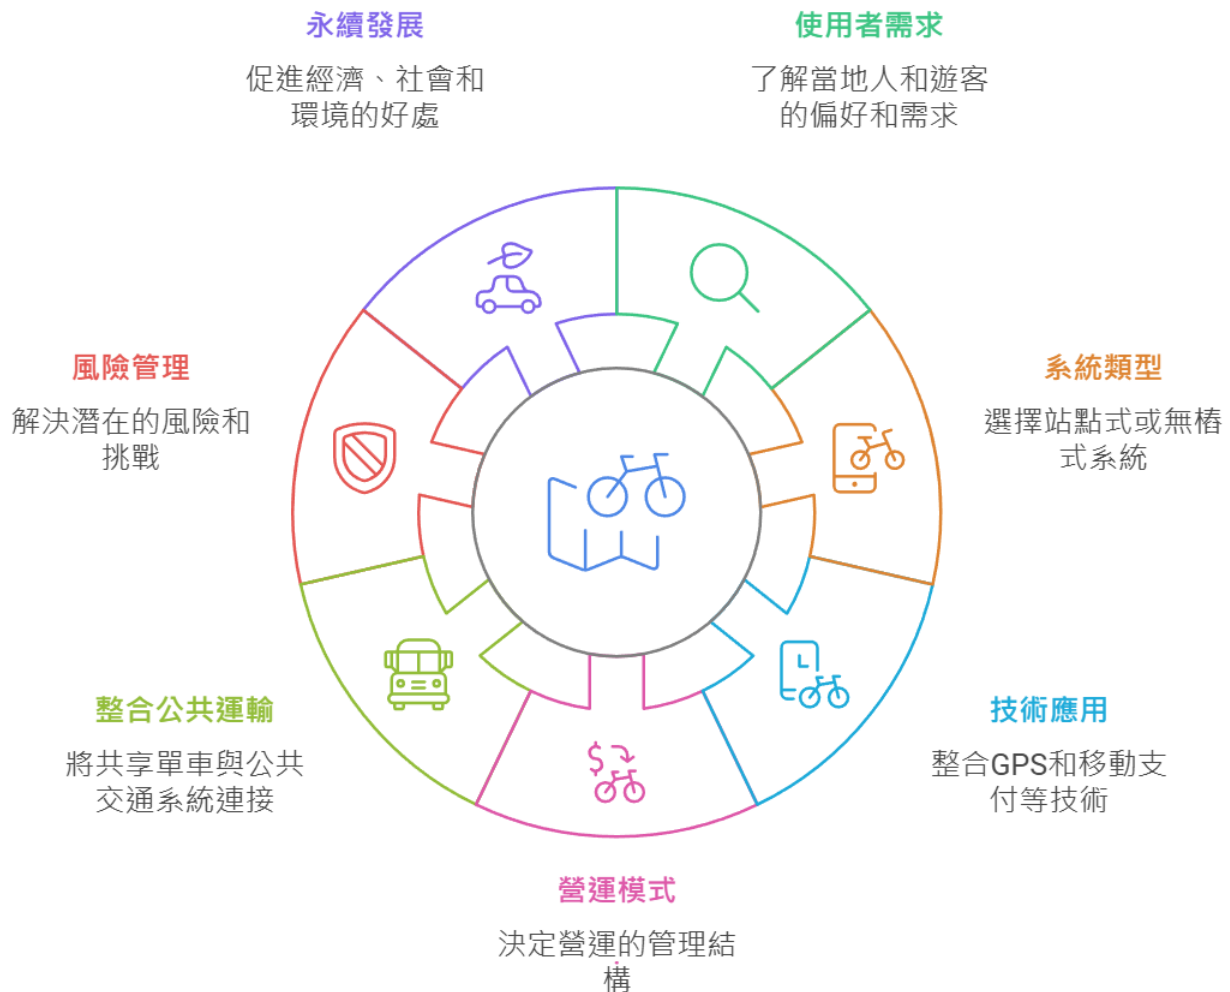 永續發展
促進經濟、社會和
環境的好處
使用者需求
了解當地人和遊客
的偏好和需求
風險管理
解決潛在的風險和
挑戰
系統類型
選擇站點式或無樁
式系統
整合公共運輸
將共享單車與公共
交通系統連接
技術應用
整合GPS和移動支
付等技術
營運模式
決定營運的管理結
構